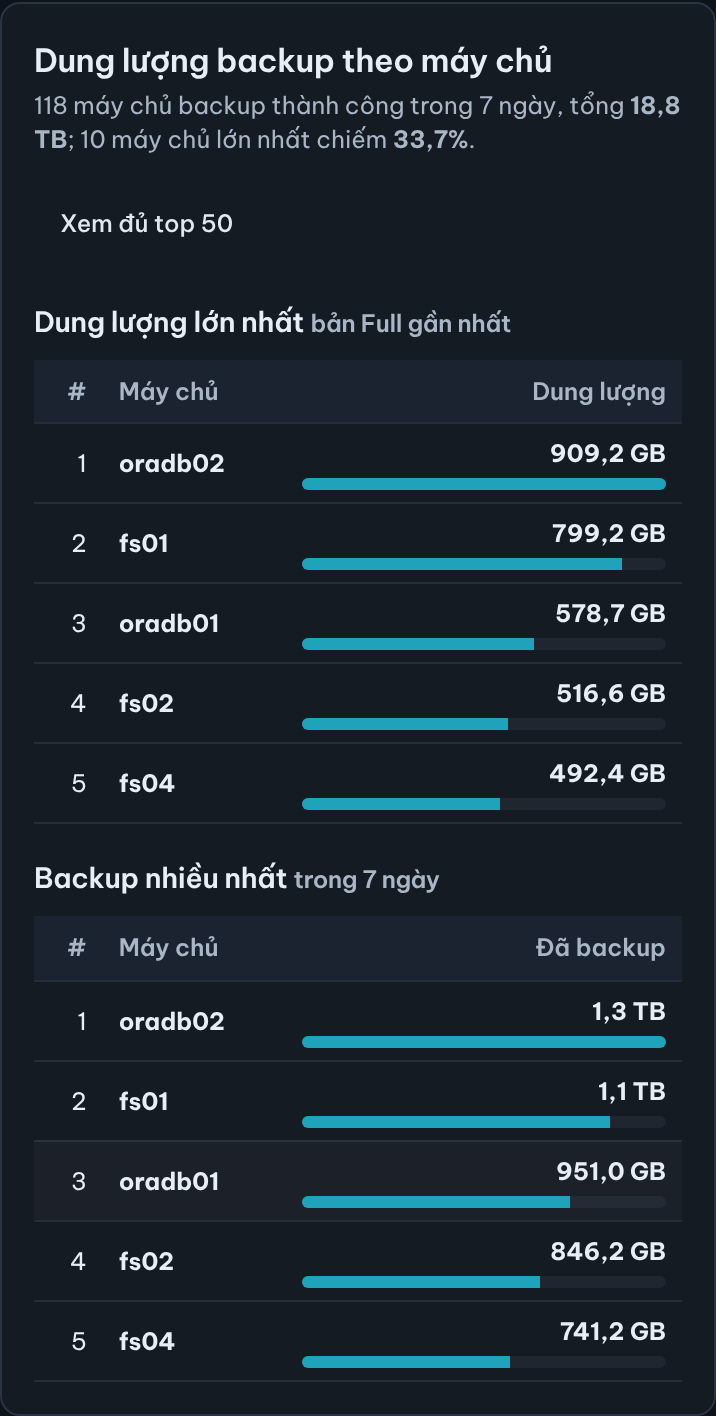 Dung lượng backup theo máy chủ
118 máy chủ backup thành công trong 7 ngày, tổng 18,8
TB; 10 máy chủ lớn nhất chiếm 33,7%.
Xem đủ top 50
Dung lượng lớn nhất bản Full gần nhất
# Máy chủ Dung lượng
1 oradb02 909,2 GB
2 fs01 799,2 GB
3 oradb01 578,7 GB
4 fs02 516,6 GB
5 fs04 492,4 GB
Backup nhiều nhất trong 7 ngày
# Máy chủ Đã backup
1 oradb02 1,3 TB
2 fs01 1,1 TB
3 oradb01 951,0 GB
4 fs02 846,2 GB
5 fs04 741,2 GB